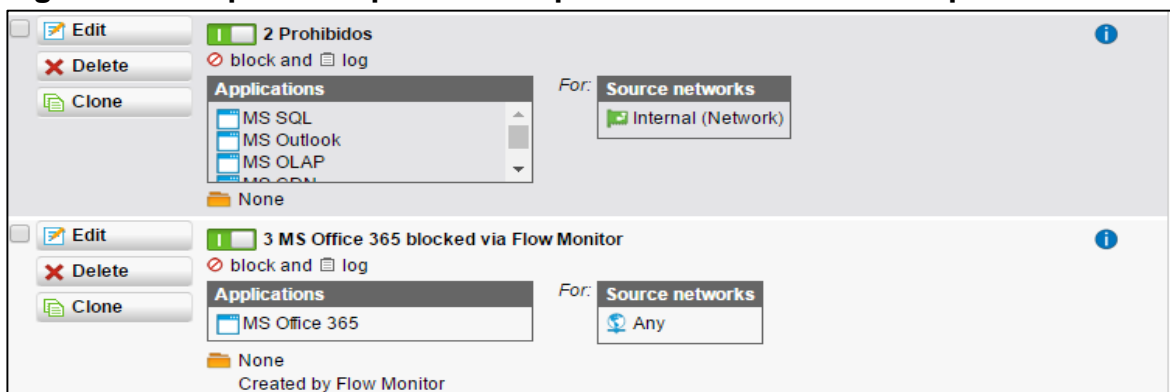 Edit
2 Prohibidos
Delete
block and log
Clone
Applications
For:
Source networks
MS SQL
Internal (Network)
MS Outlook
MS OLAP
None
Edit
3 MS Office 365 blocked via Flow Monitor
Delete
block and log
Clone
Applications
For:
Source networks
MS Office 365
Any
None
Created by Flow Monitor